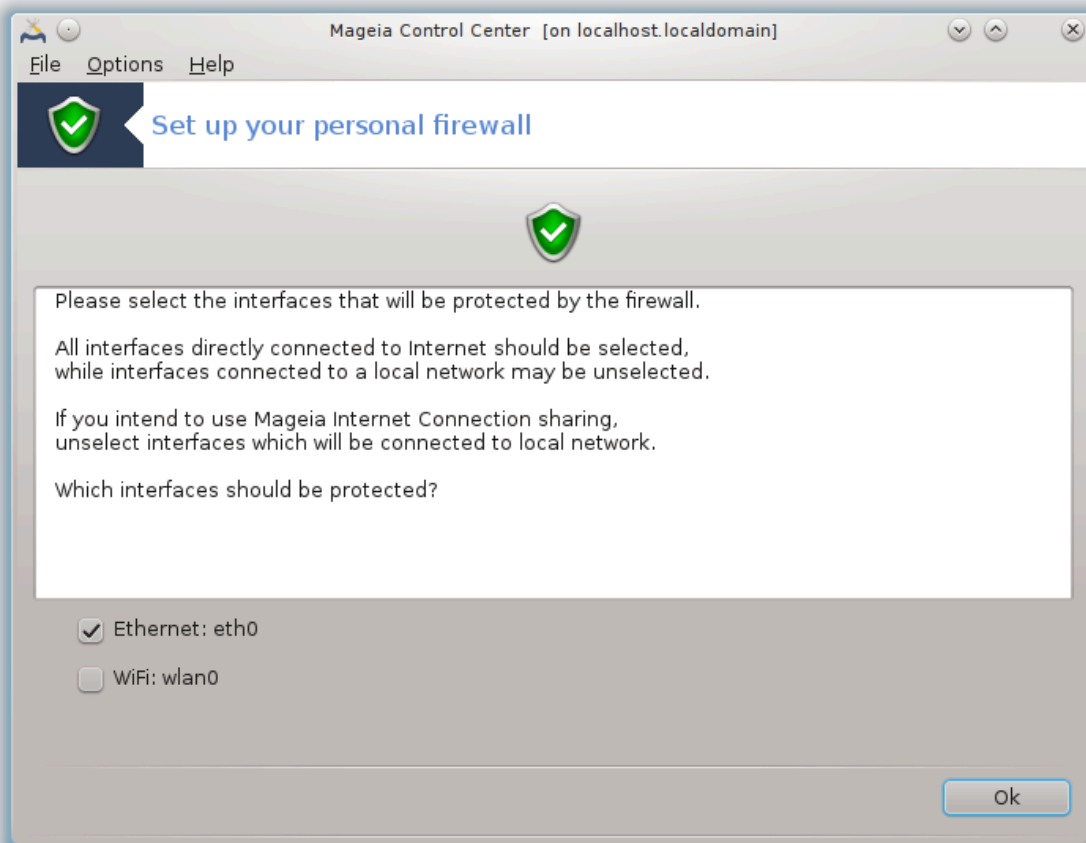 Mageia Control Center [on localhost.localdomain]
File Options Help
Set up your personal firewall
Please select the interfaces that will be protected by the firewall.
All interfaces directly connected to Internet should be selected,
while interfaces connected to a local network may be unselected.
If you intend to use Mageia Internet Connection sharing,
unselect interfaces which will be connected to local network.
Which interfaces should be protected?
Ethernet: eth0
WiFi: wlan0
Ok